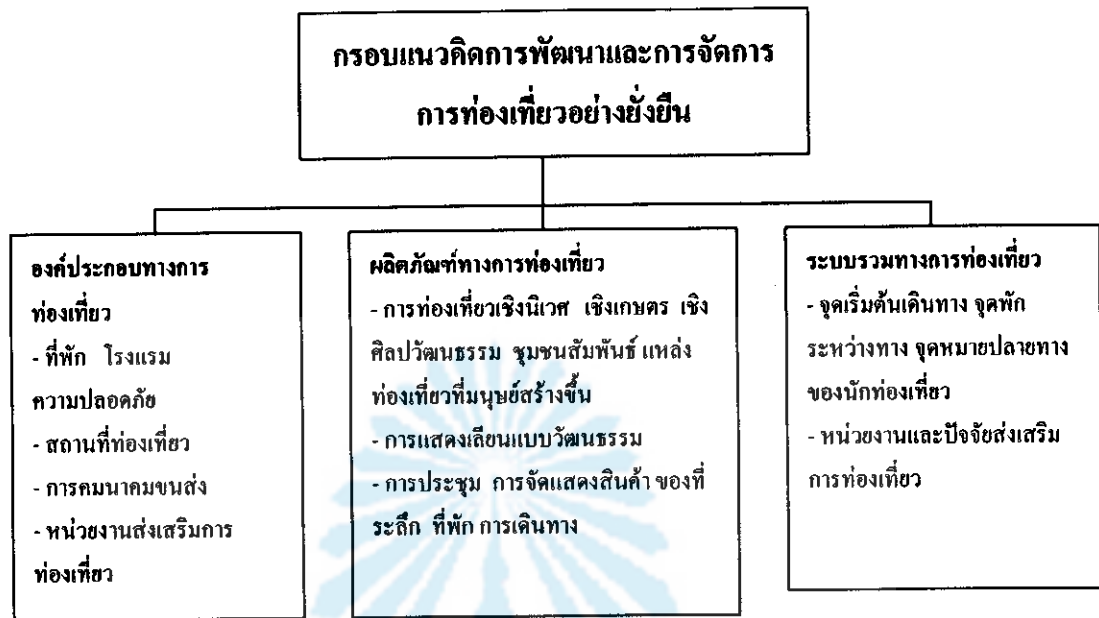 กรอบแนวคิดการพัฒนาและการจัดการ
การท่องเที่ยวอย่างยั่งยืน
องค์ประกอบทางการ
ท่องเที่ยว
- ที่พัก โรงแรม
ความปลอดภัย
- สถานที่ท่องเที่ยว
- การคมนาคมขนส่ง
- หน่วยงานส่งเสริมการ
ท่องเที่ยว
ผลิตภัณฑ์ทางการท่องเที่ยว
- การท่องเที่ยวเชิงนิเวศ เชิงเกษตร เชิง
ศิลปวัฒนธรรม ชุมชนสัมพันธ์ แหล่ง
ท่องเที่ยวที่มนุษย์สร้างขึ้น
- การแสดงเลียนแบบวัฒนธรรม
- การประชุม การจัดแสดงสินค้า ของที่
ระลึก ที่พัก การเดินทาง
ระบบรวมทางการท่องเที่ยว
- จุดเริ่มต้นเดินทาง จุดพัก
ระหว่างทาง จุดหมายปลายทาง
ของนักท่องเที่ยว
- หน่วยงานและปัจจัยส่งเสริม
การท่องเที่ยว